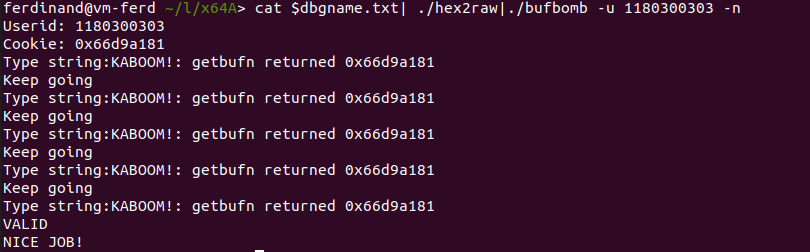 ferdinand@vm-ferd ~/l/x64A> cat $dbgname.txt| ./hex2raw|./bufbomb -u 1180300303 -n
Userid: 1180300303
Cookie: 0x66d9a181
Type string:KABOOM!: getbufn returned 0x66d9a181
Keep going
Type string:KABOOM!: getbufn returned 0x66d9a181
Keep going
Type string:KABOOM!: getbufn returned 0x66d9a181
Keep going
Type string:KABOOM!: getbufn returned 0x66d9a181
Keep going
Type string:KABOOM!: getbufn returned 0x66d9a181
VALID
NICE JOB!